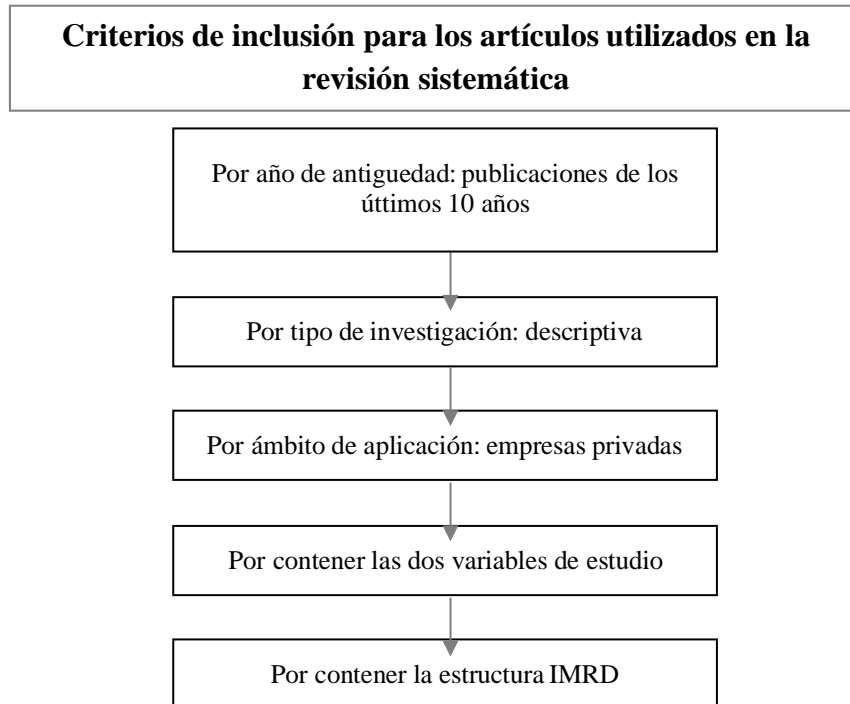 Criterios de inclusión para los artículos utilizados en la
revisión sistemática
Por año de antiguedad: publicaciones de los
úttimos 10 años
Por tipo de investigación: descriptiva
Por ámbito de aplicación: empresas privadas
Por contener las dos variables de estudio
Por contener la estructura IMRD